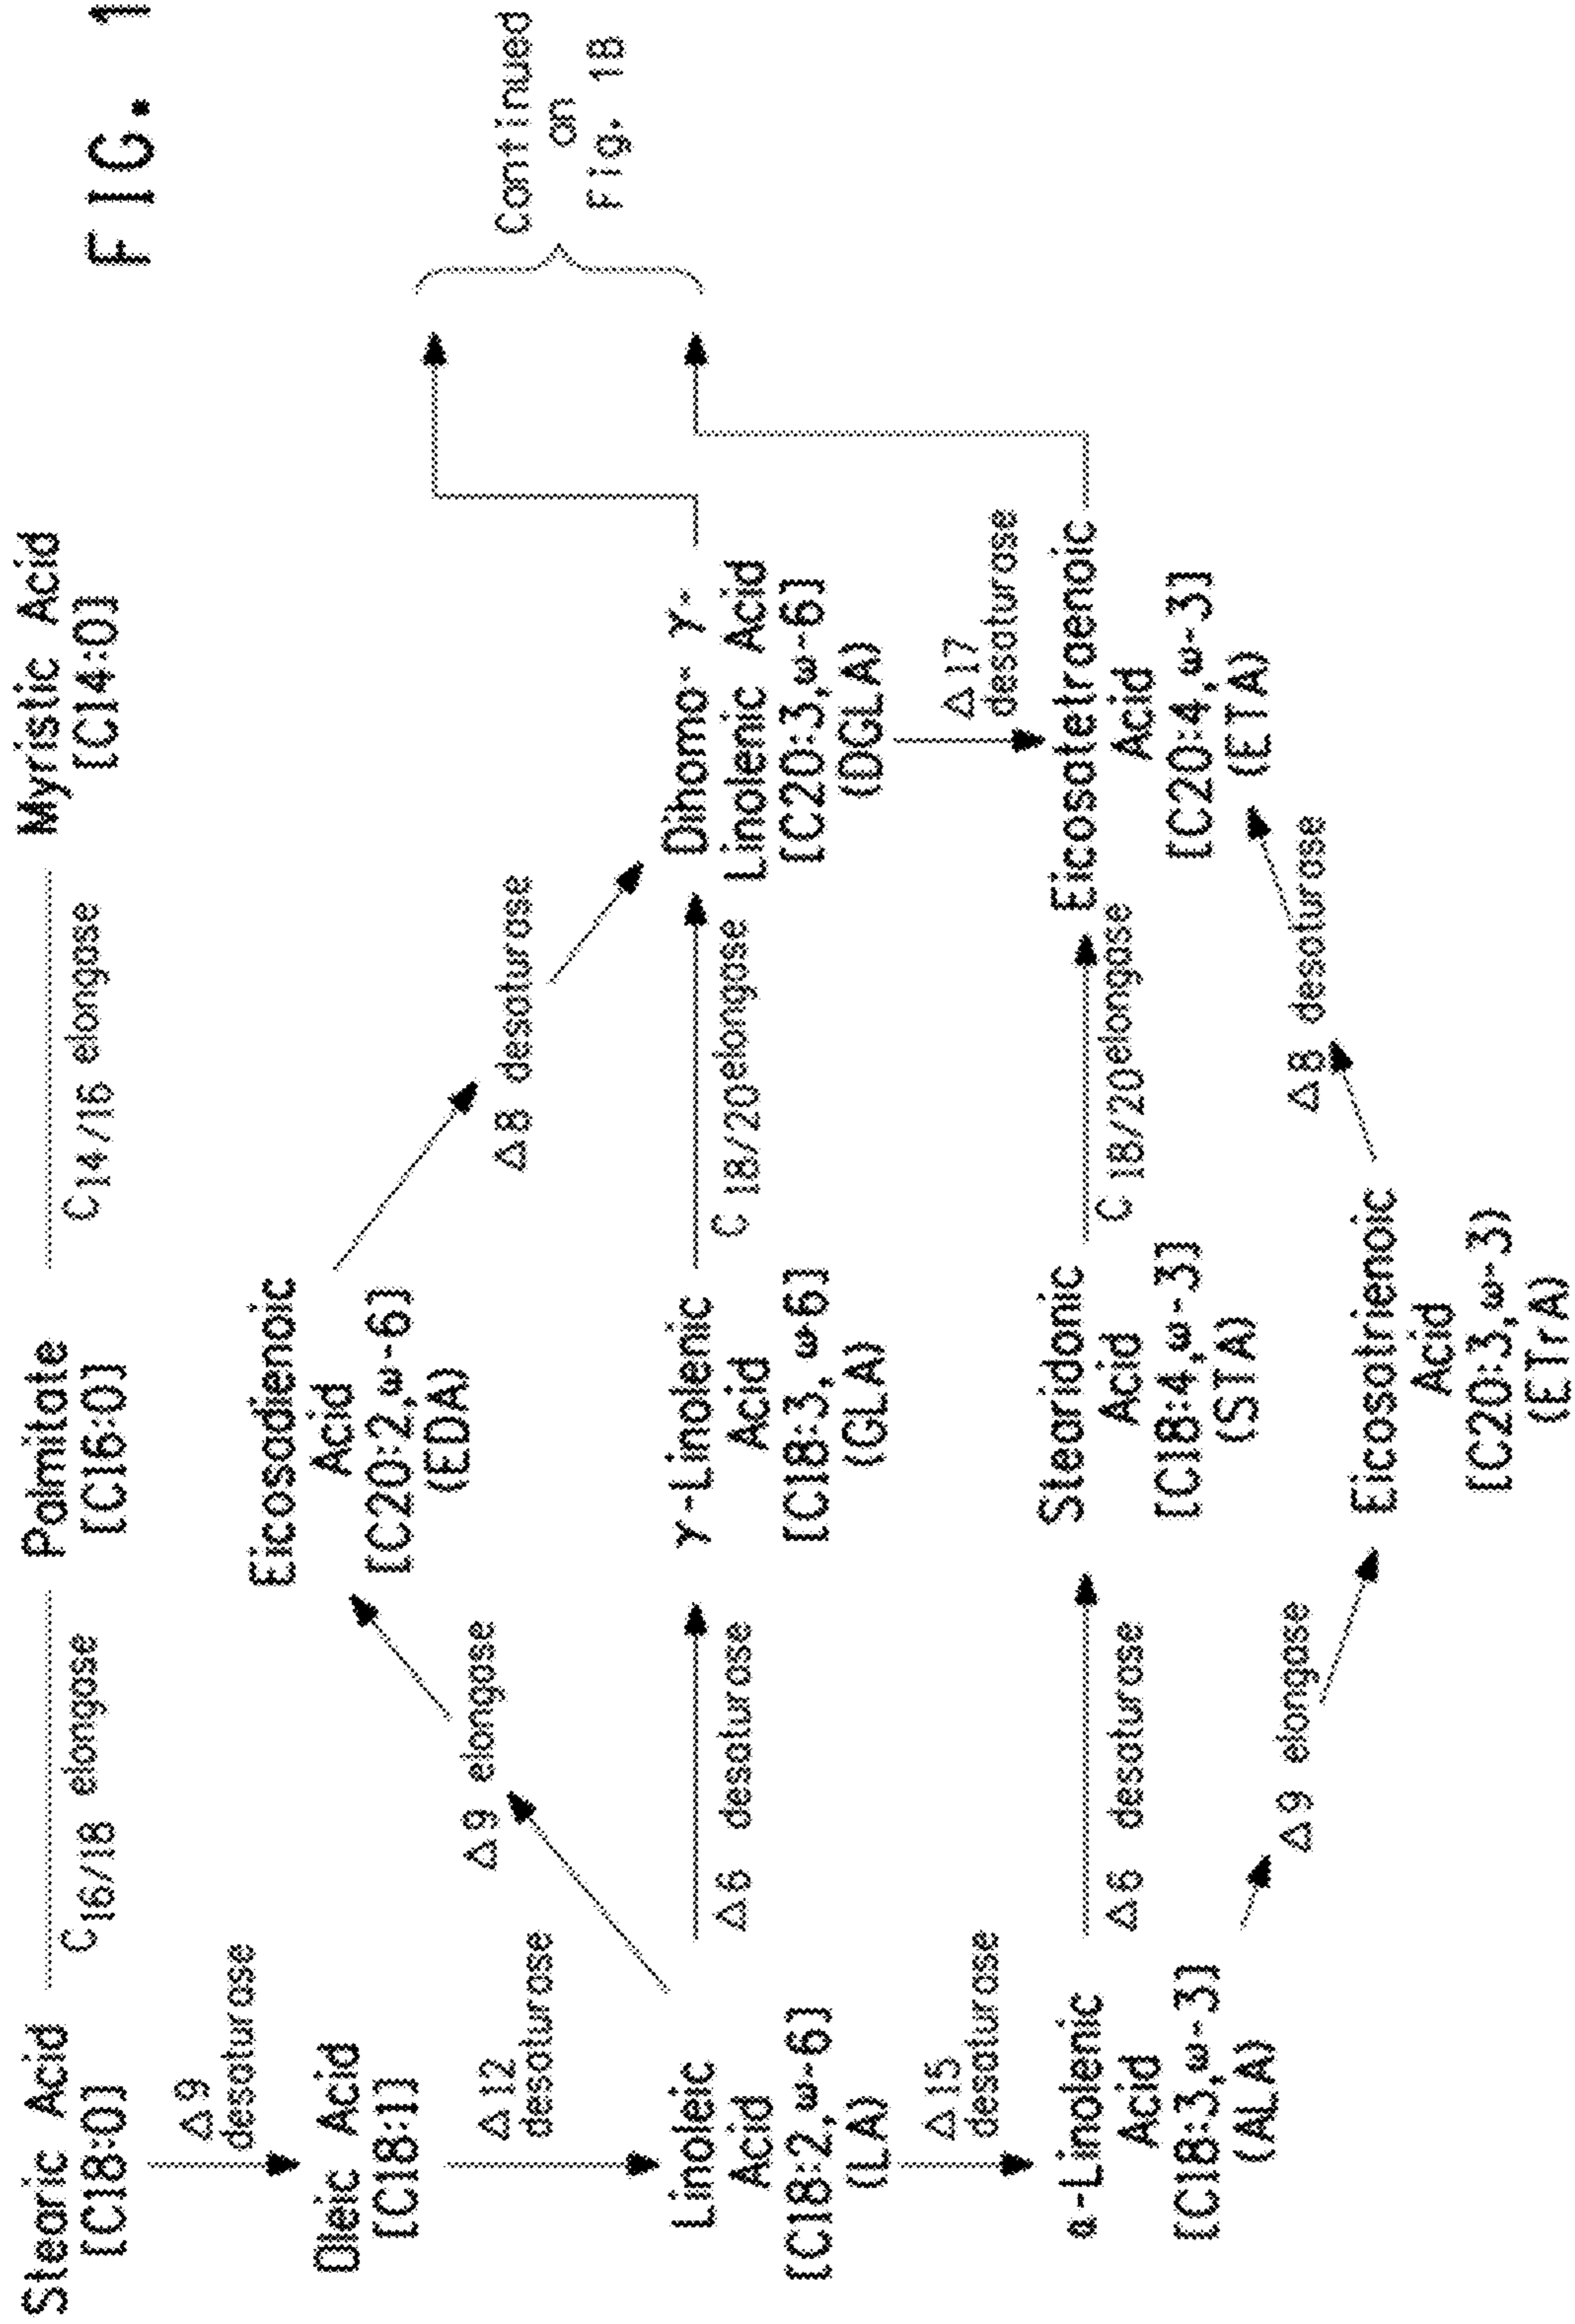 FIG. 1
Stearic Acid
[C18:0]
C16/18 elongase
Palmitate
[C16:0]
C14/16 elongase
Myristic Acid
[C14:0]
Δ9
desaturase
Oleic Acid
[C18:1]
Δ12
desaturase
Δ9 elongase
Eicosadienoic
Acid
[C20:2,ω-6]
(EDA)
Δ8 desaturase
Continued
on
Fig. 1B
Linoleic
Acid
[C18:2,ω-6]
(LA)
Δ6 desaturase
γ-Linolenic
Acid
[C18:3,ω-6]
(GLA)
C 18/20 elongase
Dihomo- γ-
Linolenic Acid
[C20:3,ω-6]
(DGLA)
Δ15
desaturase
Δ17
desaturase
α-Linolenic
Acid
[C18:3,ω-3]
(ALA)
Δ6 desaturase
Stearidonic
Acid
[C18:4,ω-3]
(STA)
C 18/20 elongase
Eicosatetraenoic
Acid
[C20:4,ω-3]
(ETA)
Δ9 elongase
Eicosatrienoic
Acid
[C20:3,ω-3)
(ETrA)
Δ8 desaturase